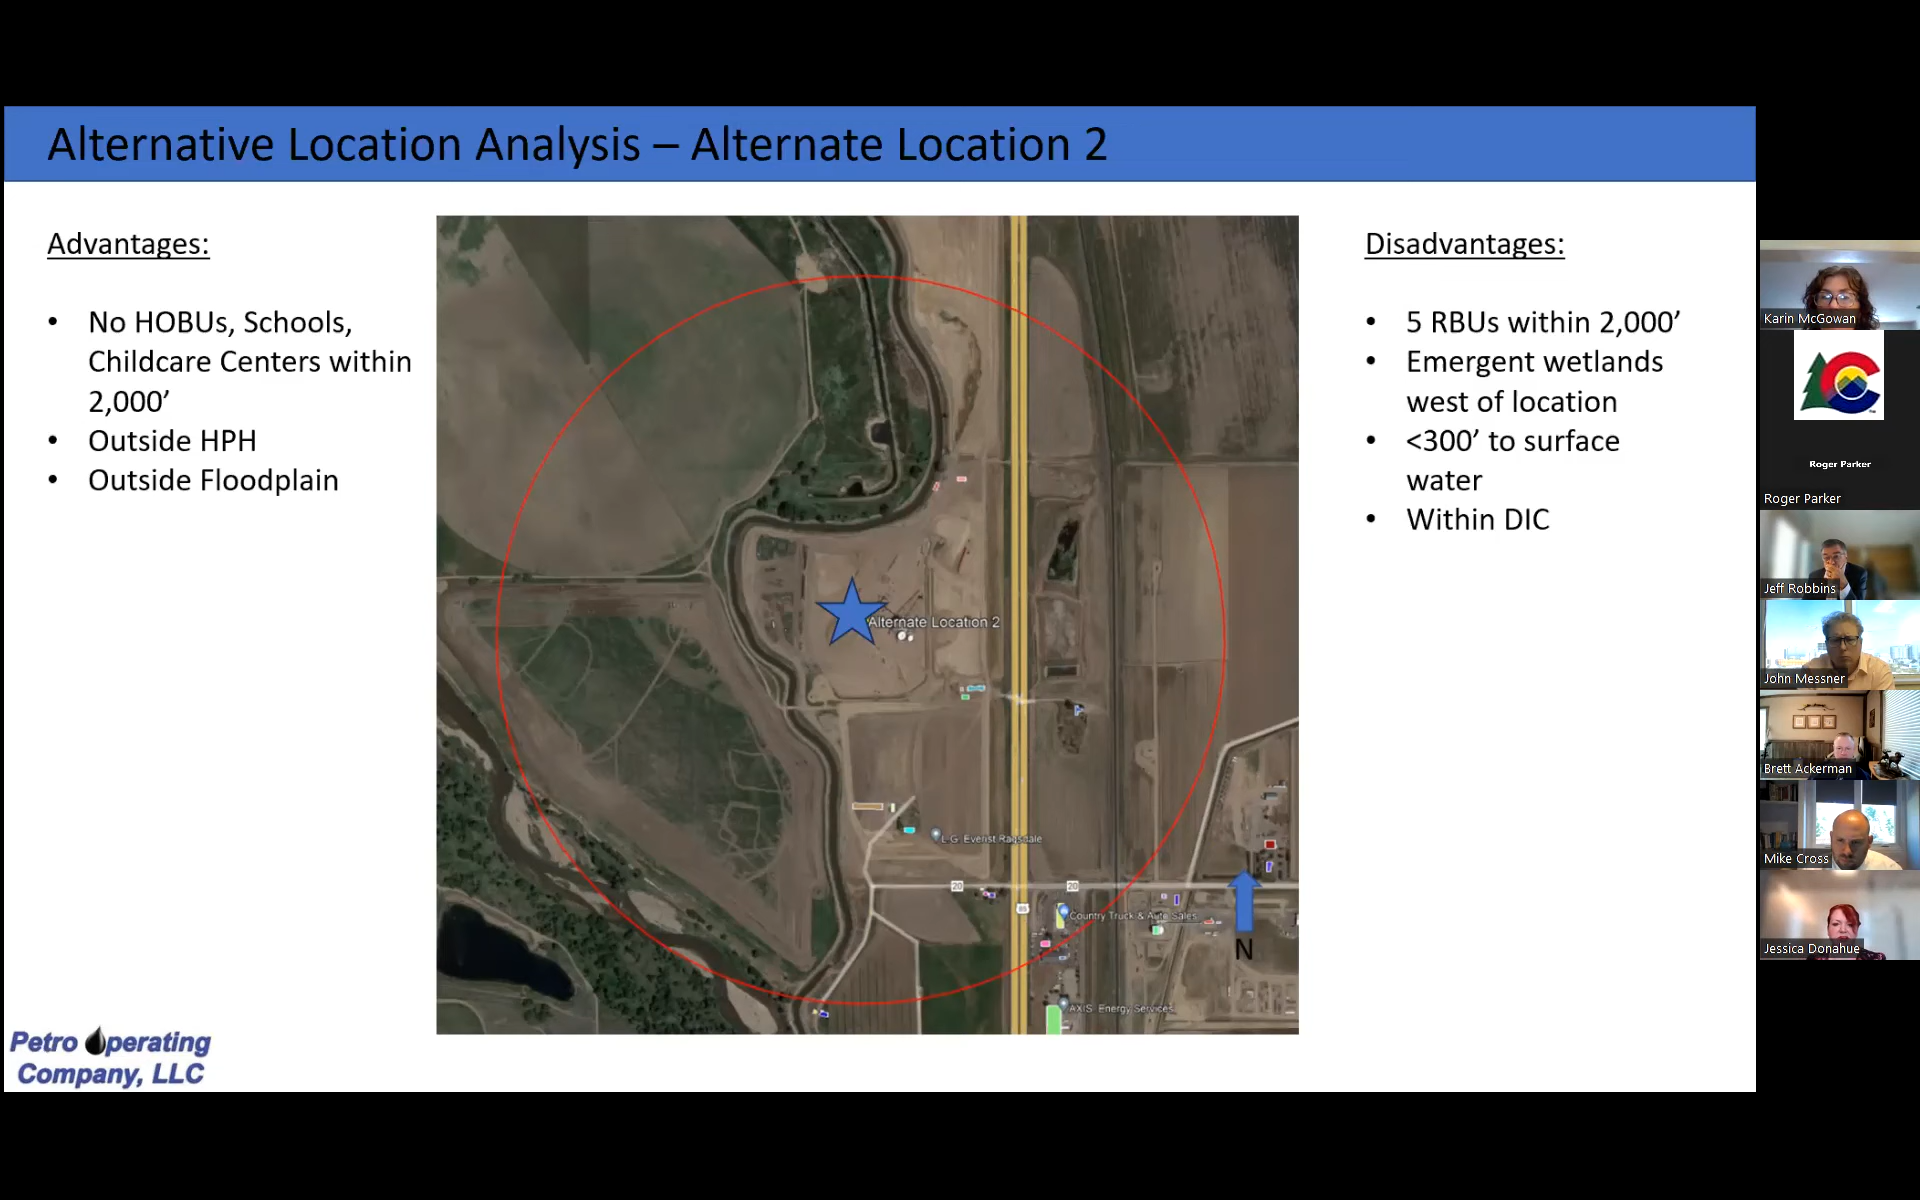 Alternative Location Analysis – Alternate Location 2
Advantages:
• No HOBUs, Schools,
Childcare Centers within
2,000’
• Outside HPH
• Outside Floodplain
Alternate Location 2
L.G. Everist Ragsdale
20
20
85
Country Truck & Auto Sales
AXIS Energy Services
N
Disadvantages:
• 5 RBUs within 2,000’
• Emergent wetlands
west of location
• <300’ to surface
water
• Within DIC
Petro Operating
Company, LLC
Karin McGowan
Roger Parker
Roger Parker
Jeff Robbins
John Messner
Brett Ackerman
Mike Cross
Jessica Donahue